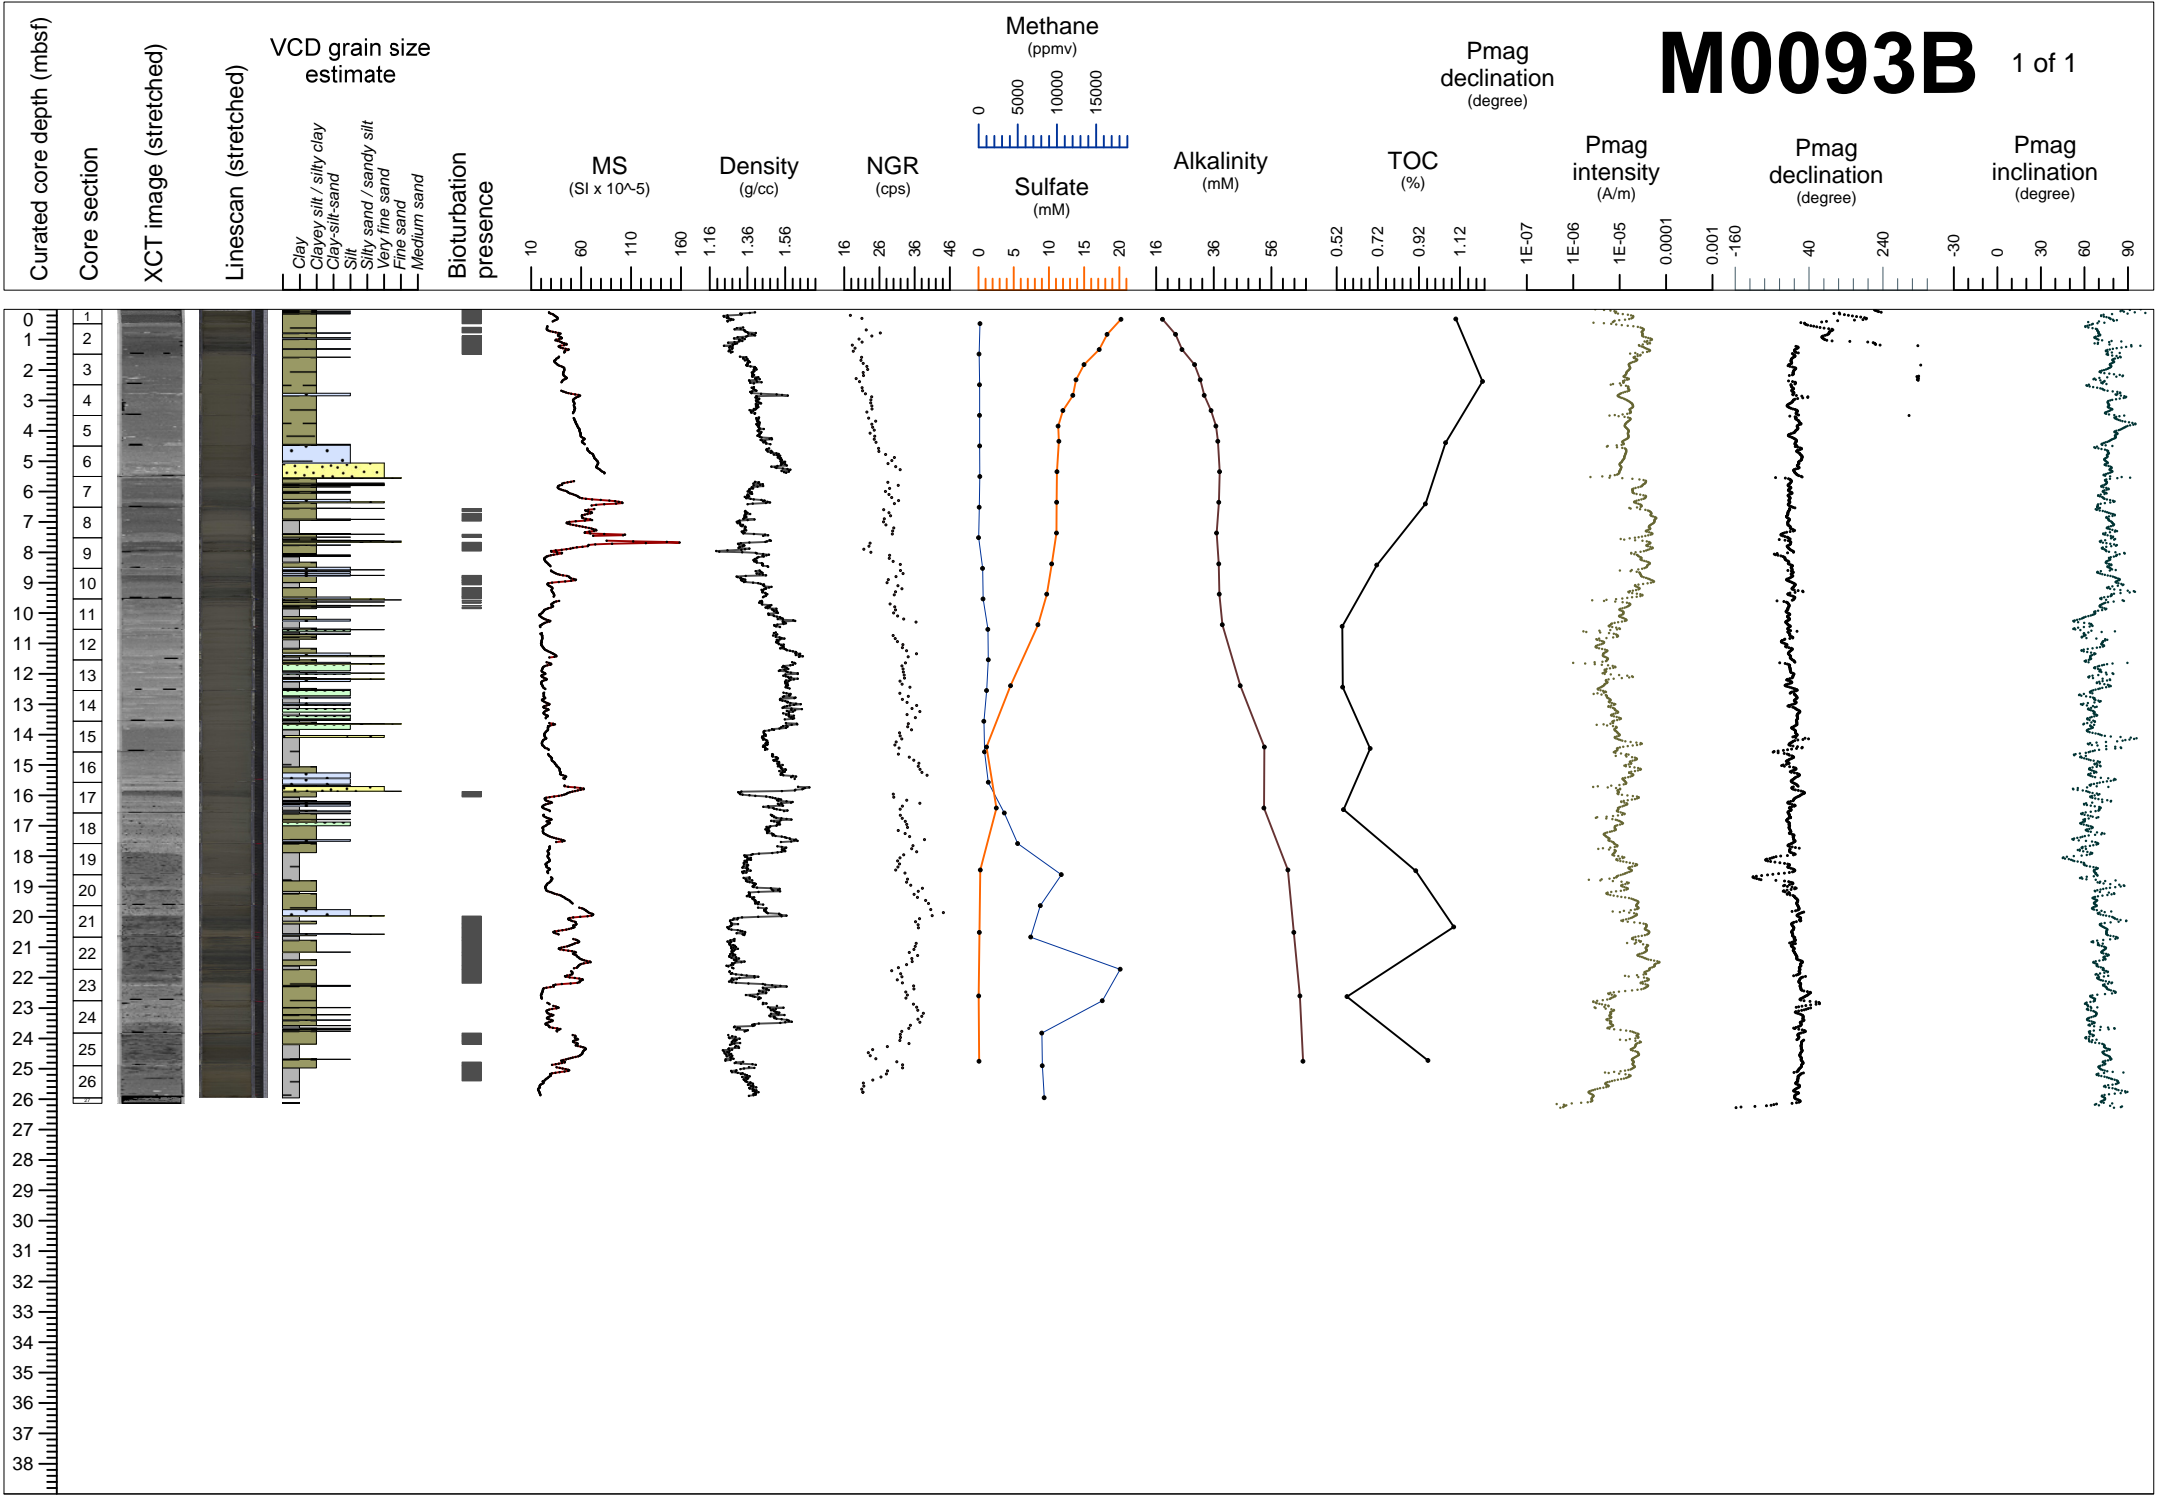 M0093B 1 of 1
Curated core depth (mbsf)
Core section
XCT image (stretched)
Linescan (stretched)
VCD grain size
estimate
Clay
Clayey silt / silty clay
Clay-silt-sand
Silt
Silty sand / sandy silt
Very fine sand
Fine sand
Medium sand
Bioturbation
presence
MS
(SI x 10^-5)
10 60 110 160
Density
(g/cc)
1.16 1.36 1.56
NGR
(cps)
16 26 36 46
Methane
(ppmv)
0 5000 10000 15000
Sulfate
(mM)
0 5 10 15 20
Alkalinity
(mM)
16 36 56
TOC
(%)
0.52 0.72 0.92 1.12
Pmag
declination
(degree)
Pmag
intensity
(A/m)
1E-07 1E-06 1E-05 0.0001 0.001
Pmag
declination
(degree)
-160 40 240
Pmag
inclination
(degree)
-30 0 30 60 90
0
1
2
3
4
5
6
7
8
9
10
11
12
13
14
15
16
17
18
19
20
21
22
23
24
25
26
27
28
29
30
31
32
33
34
35
36
37
38
1
2
3
4
5
6
7
8
9
10
11
12
13
14
15
16
17
18
19
20
21
22
23
24
25
26
27